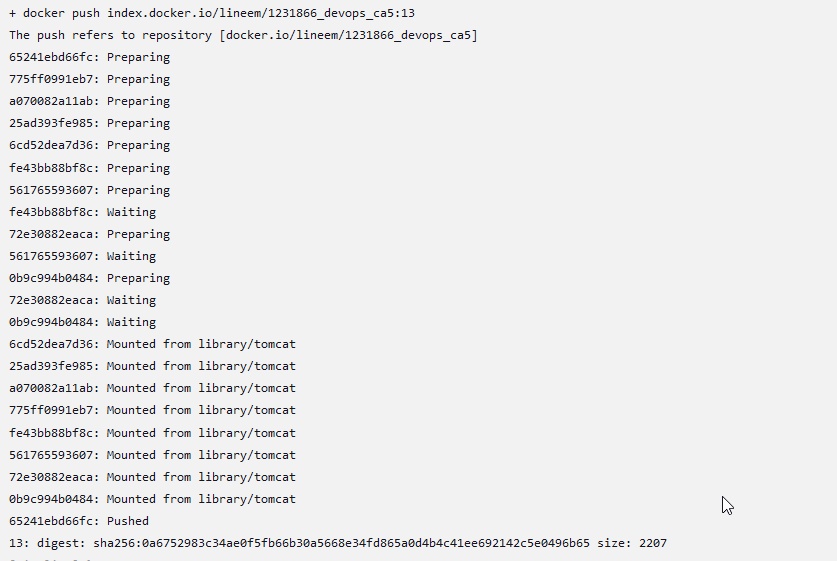 + docker push index.docker.io/lineem/1231866_devops_ca5:13
The push refers to repository [docker.io/lineem/1231866_devops_ca5]
65241ebd66fc: Preparing
775ff0991eb7: Preparing
a070082a11ab: Preparing
25ad393fe985: Preparing
6cd52dea7d36: Preparing
fe43bb88bf8c: Preparing
561765593607: Preparing
fe43bb88bf8c: Waiting
72e30882eaca: Preparing
561765593607: Waiting
0b9c994b0484: Preparing
72e30882eaca: Waiting
0b9c994b0484: Waiting
6cd52dea7d36: Mounted from library/tomcat
25ad393fe985: Mounted from library/tomcat
a070082a11ab: Mounted from library/tomcat
775ff0991eb7: Mounted from library/tomcat
fe43bb88bf8c: Mounted from library/tomcat
561765593607: Mounted from library/tomcat
72e30882eaca: Mounted from library/tomcat
0b9c994b0484: Mounted from library/tomcat
65241ebd66fc: Pushed
13: digest: sha256:0a6752983c34ae0f5fb66b30a5668e34fd865a0d4b4c41ee692142c5e0496b65 size: 2207